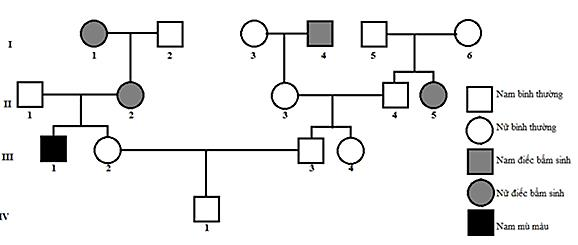 I
1
2
3
4
5
6
II
1
2
3
4
5
III
1
2
3
4
IV
1
Nam bình thường
Nữ bình thường
Nam điếc bẩm sinh
Nữ điếc bẩm sinh
Nam mù màu